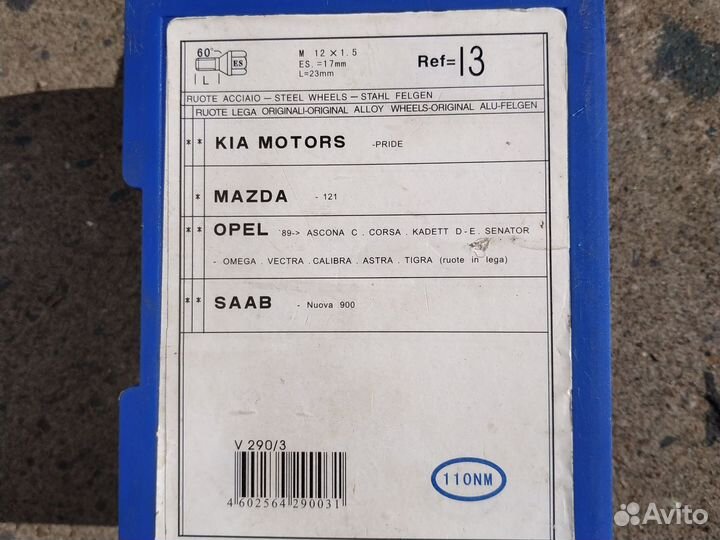 60°
M 12×1.5
ES
ES.=17mm
L
L=23mm
Ref=13
RUOTE ACCIAIO – STEEL WHEELS – STAHL FELGEN
RUOTE LEGA ORIGINALI-ORIGINAL ALLOY WHEELS-ORIGINAL ALU-FELGEN
* * KIA MOTORS -PRIDE
* MAZDA - 121
* * OPEL '89-> ASCONA C . CORSA . KADETT D-E. SENATOR
- OMEGA . VECTRA . CALIBRA . ASTRA . TIGRA (ruote in lega)
* * SAAB - Nuova 900
V 290/3
4 602564 290031
110NM
Avito